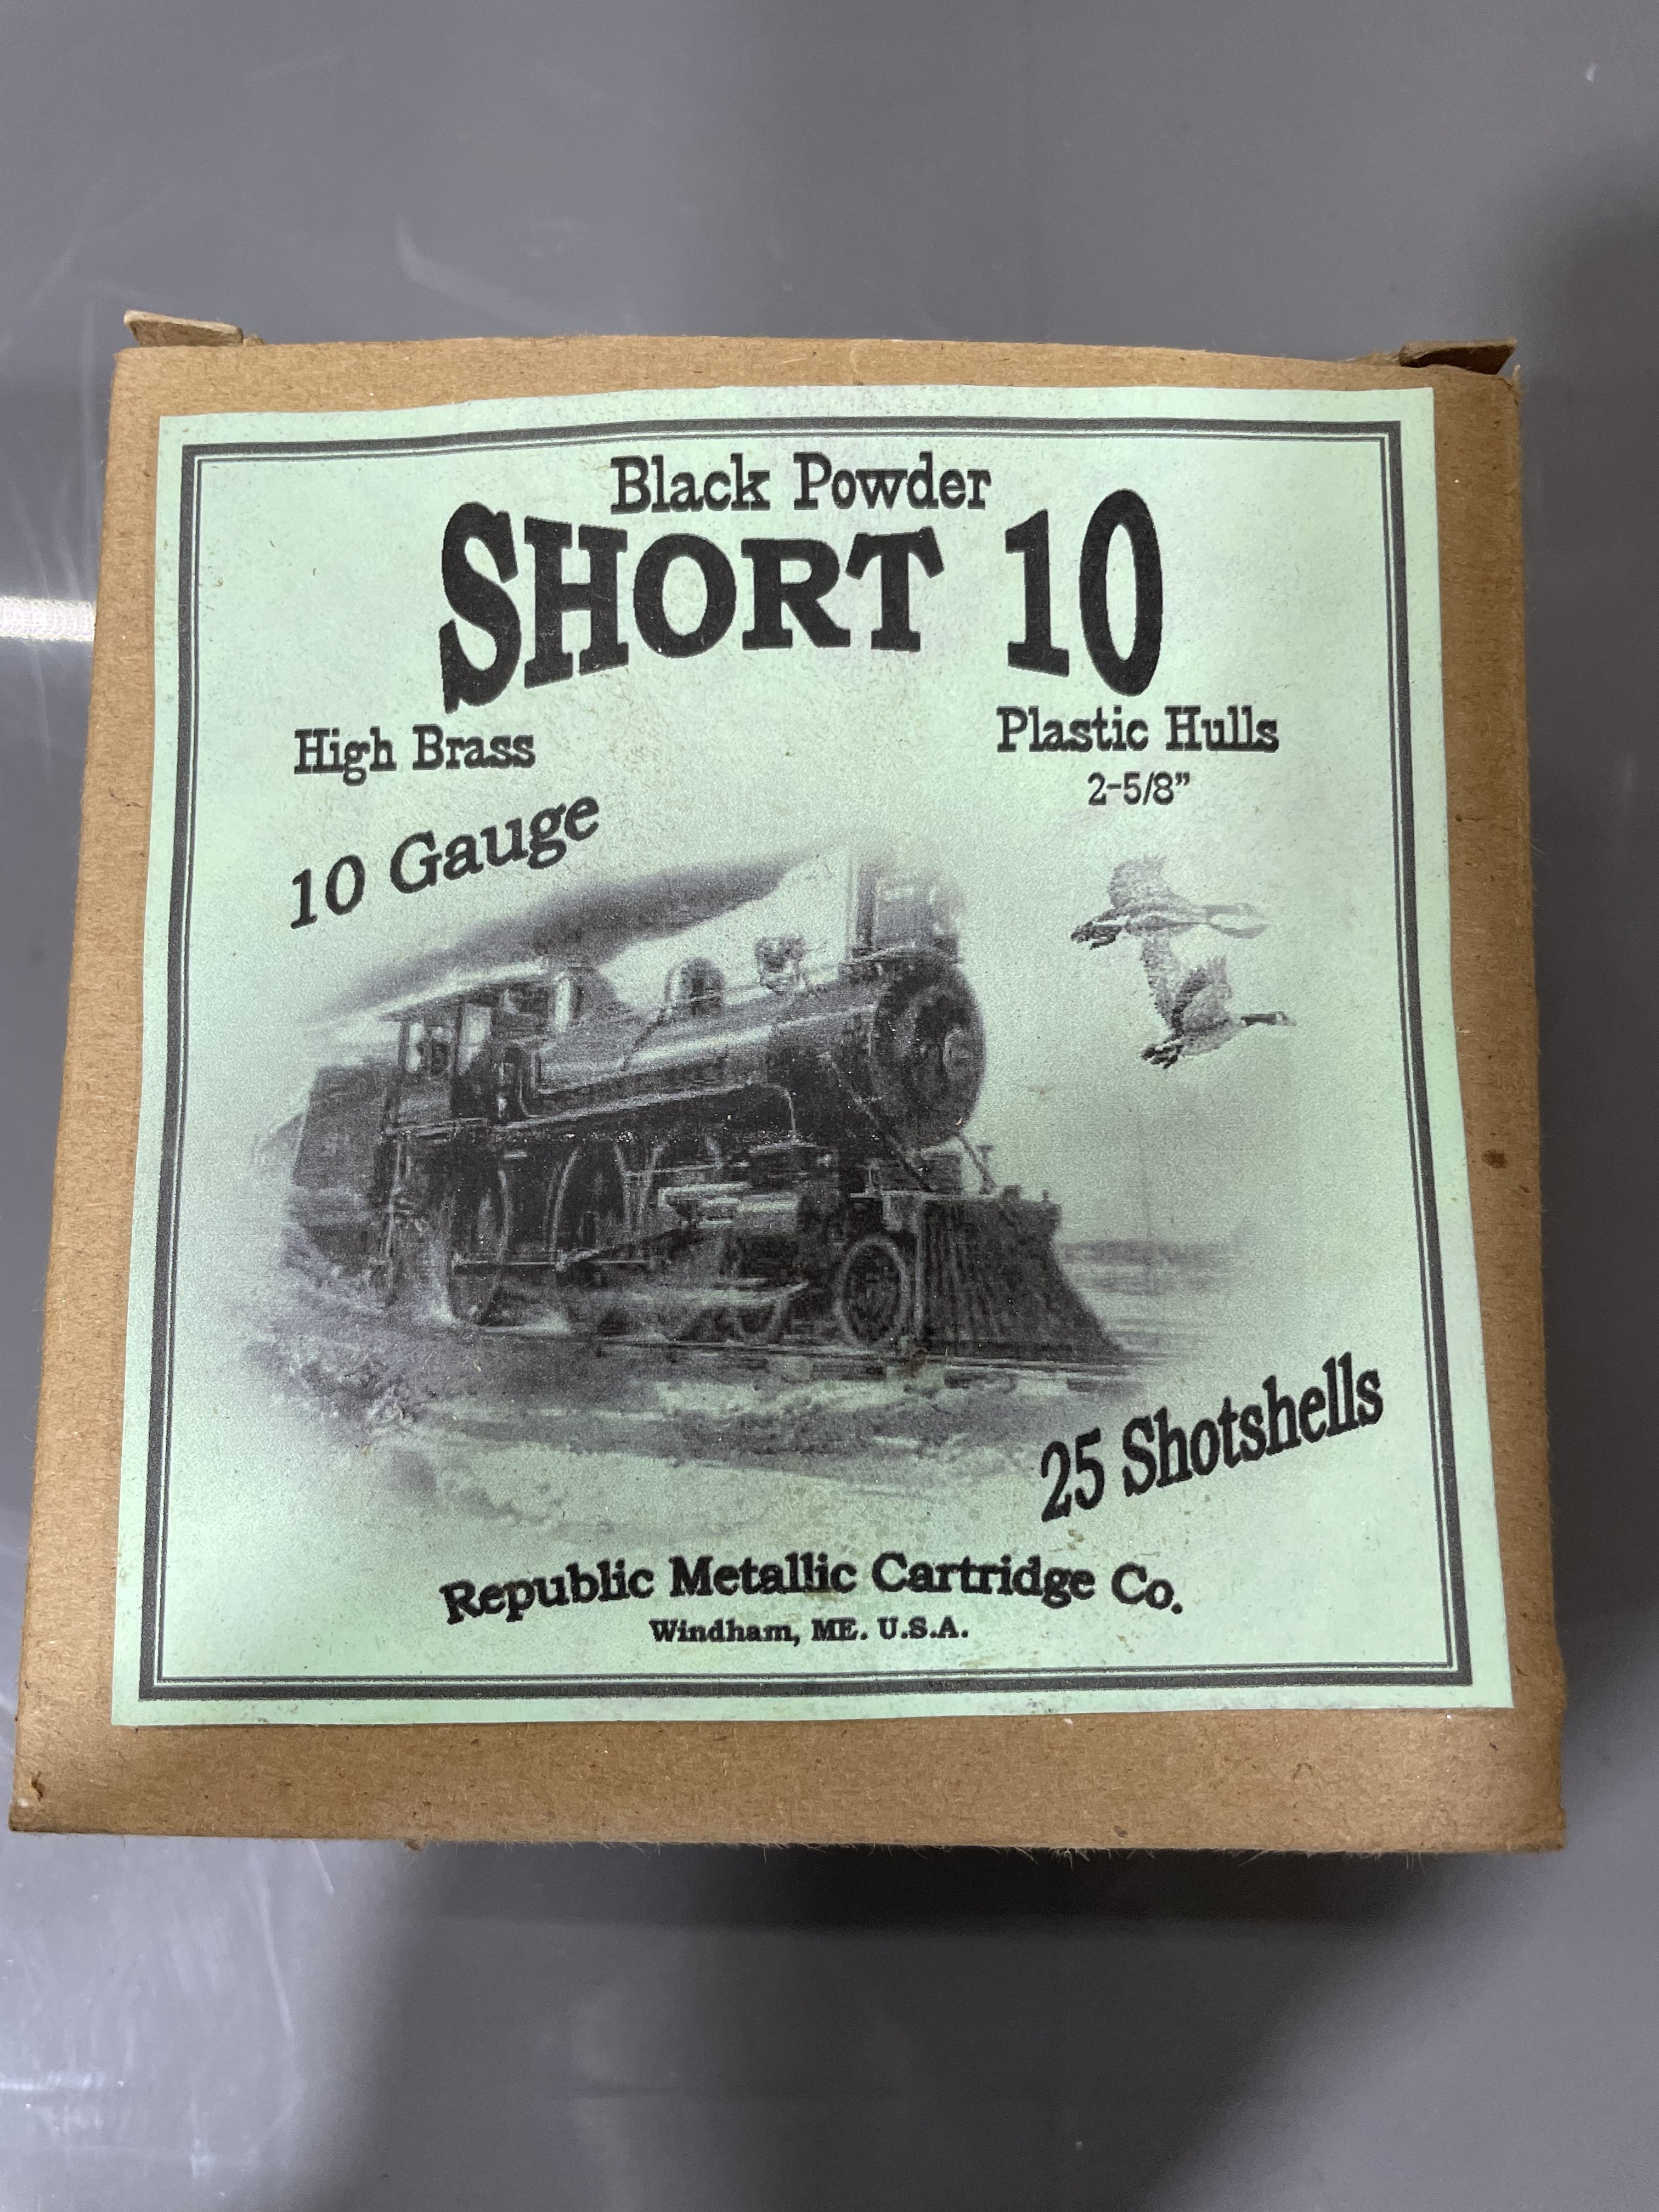 Black Powder
SHORT 10
High Brass
Plastic Hulls
2-5/8”
10 Gauge
25 Shotshells
Republic Metallic Cartridge Co.
Windham, ME. U.S.A.